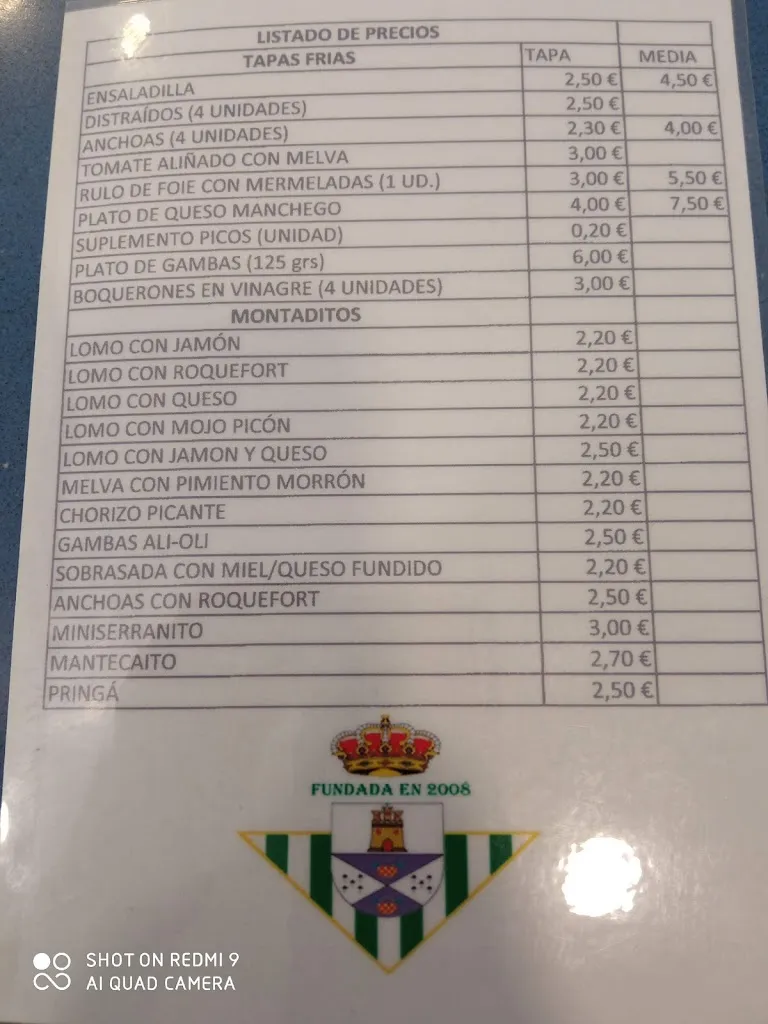 LISTADO DE PRECIOS
TAPAS FRIAS TAPA MEDIA
ENSALADILLA 2,50 € 4,50 €
DISTRAÍDOS (4 UNIDADES) 2,50 €
ANCHOAS (4 UNIDADES) 2,30 € 4,00 €
TOMATE ALIÑADO CON MELVA 3,00 €
RULO DE FOIE CON MERMELADAS (1 UD.) 3,00 € 5,50 €
PLATO DE QUESO MANCHEGO 4,00 € 7,50 €
SUPLEMENTO PICOS (UNIDAD) 0,20 €
PLATO DE GAMBAS (125 grs) 6,00 €
BOQUERONES EN VINAGRE (4 UNIDADES) 3,00 €
MONTADITOS
LOMO CON JAMÓN 2,20 €
LOMO CON ROQUEFORT 2,20 €
LOMO CON QUESO 2,20 €
LOMO CON MOJO PICÓN 2,20 €
LOMO CON JAMON Y QUESO 2,50 €
MELVA CON PIMIENTO MORRÓN 2,20 €
CHORIZO PICANTE 2,20 €
GAMBAS ALI-OLI 2,50 €
SOBRASADA CON MIEL/QUESO FUNDIDO 2,20 €
ANCHOAS CON ROQUEFORT 2,50 €
MINISERRANITO 3,00 €
MANTECAITO 2,70 €
PRINGÁ 2,50 €
FUNDADA EN 2008
SHOT ON REDMI 9
AI QUAD CAMERA